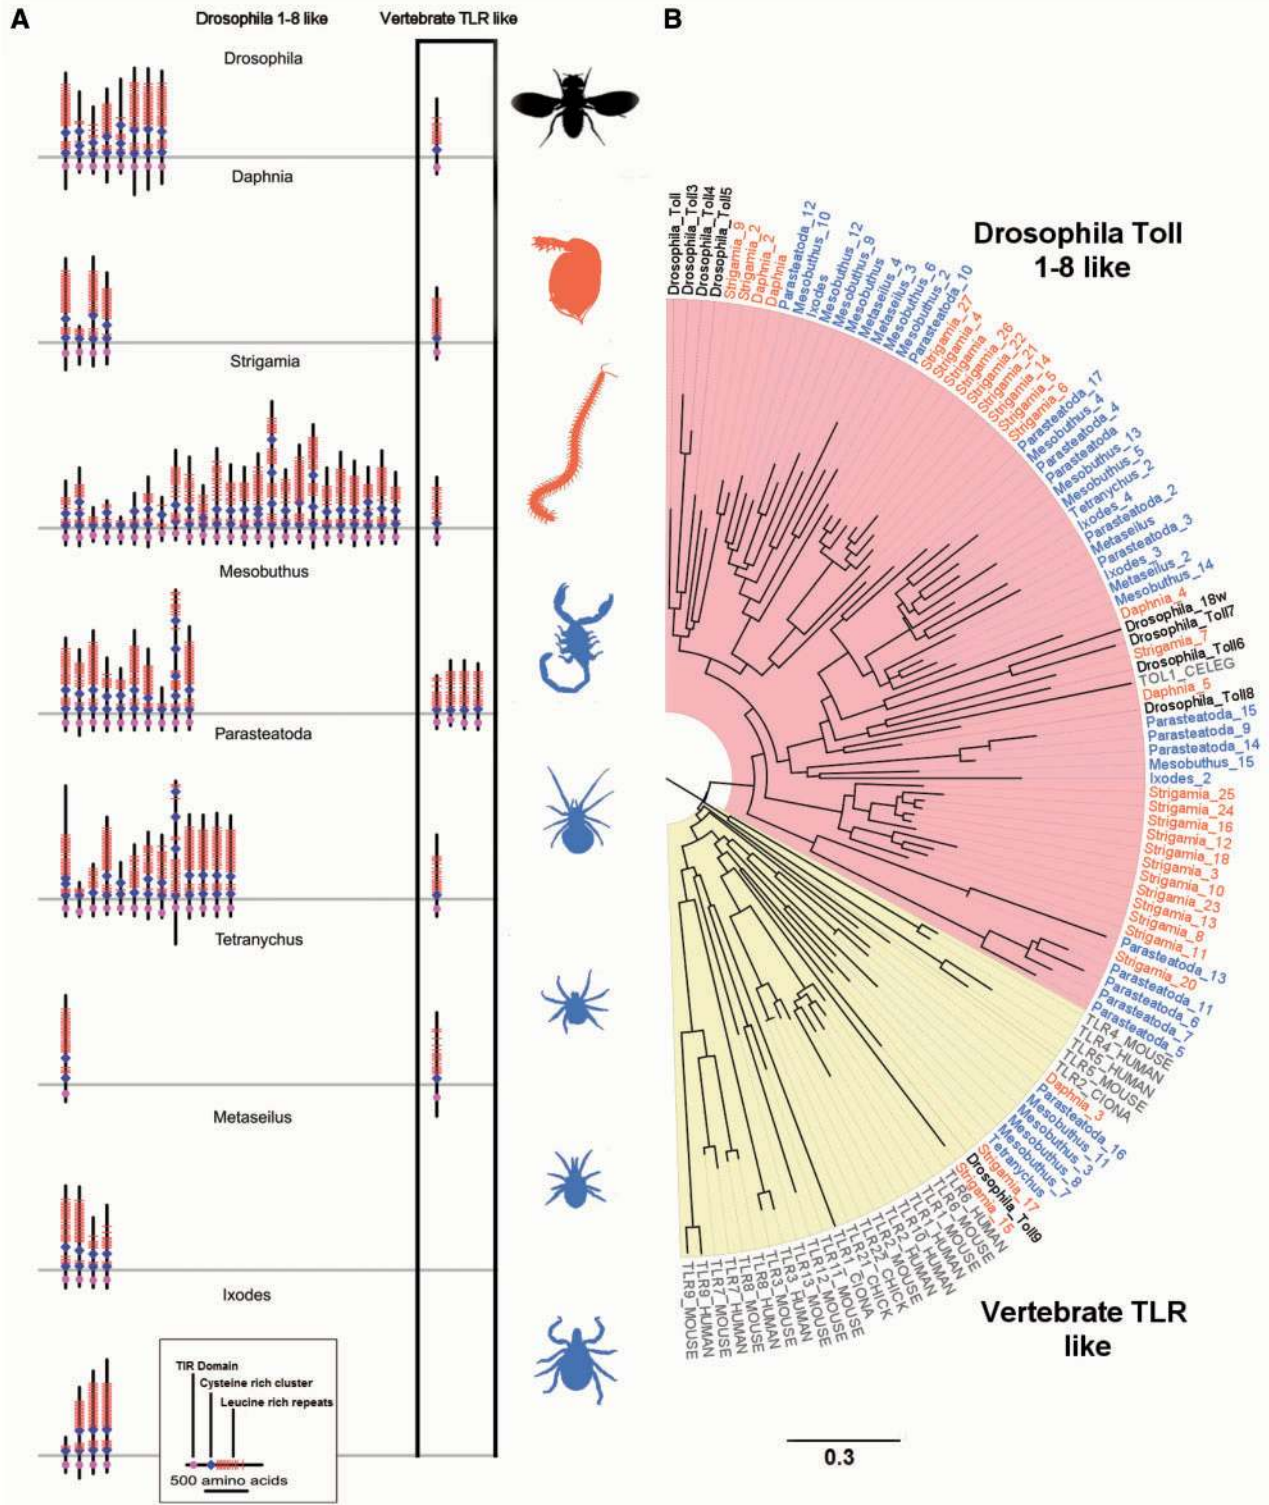 A
Drosophila 1-8 like
Vertebrate TLR like
Drosophila
Daphnia
Strigamia
Mesobuthus
Parasteatoda
Tetranychus
Metaseilus
Ixodes
TIR Domain
Cysteine rich cluster
Leucine rich repeats
500 amino acids
B
Drosophila Toll
1-8 like
Drosophila_Toll
Drosophila_Toll3
Drosophila_Toll4
Drosophila_Toll5
Strigamia_9
Strigamia_2
Daphnia_2
Daphnia
Parasteatoda_12
Mesobuthus_10
Ixodes
Mesobuthus_12
Mesobuthus_9
Mesobuthus
Metaseilus_4
Metaseilus_3
Mesobuthus_6
Mesobuthus_2
Parasteatoda_10
Strigamia_27
Strigamia_4
Strigamia
Strigamia_26
Strigamia_22
Strigamia_21
Strigamia_14
Strigamia_5
Strigamia_6
Parasteatoda_17
Mesobuthus_4
Parasteatoda_4
Parasteatoda
Mesobuthus_13
Mesobuthus_5
Tetranychus_2
Ixodes_4
Parasteatoda_2
Metaseilus
Parasteatoda_3
Ixodes_3
Metaseilus_2
Mesobuthus_14
Daphnia_4
Drosophila_18w
Drosophila_Toll7
Strigamia_7
Drosophila_Toll6
TOL1_CELEG
Daphnia_5
Drosophila_Toll8
Parasteatoda_15
Parasteatoda_9
Parasteatoda_14
Mesobuthus_15
Ixodes_2
Strigamia_25
Strigamia_24
Strigamia_16
Strigamia_12
Strigamia_18
Strigamia_3
Strigamia_10
Strigamia_23
Strigamia_13
Strigamia_8
Strigamia_11
Parasteatoda_13
Strigamia_20
Parasteatoda_11
Parasteatoda_6
Parasteatoda_7
Parasteatoda_5
TLR4_MOUSE
TLR4_HUMAN
TLR5_HUMAN
TLR5_MOUSE
TLR2_CIONA
Daphnia_3
Parasteatoda_16
Mesobuthus_11
Mesobuthus_3
Mesobuthus_8
Mesobuthus_7
Tetranychus
Strigamia_17
Drosophila_Toll9
Strigamia_15
TLR6_HUMAN
TLR6_MOUSE
TLR1_MOUSE
TLR1_HUMAN
TLR10_HUMAN
TLR2_HUMAN
TLR2_MOUSE
TLR22_CHICK
TLR21_CHICK
TLR1_CIONA
TLR11_MOUSE
TLR12_MOUSE
TLR13_MOUSE
TLR3_HUMAN
TLR3_MOUSE
TLR8_HUMAN
TLR8_MOUSE
TLR7_HUMAN
TLR7_MOUSE
TLR9_HUMAN
TLR9_MOUSE
Vertebrate TLR
like
0.3